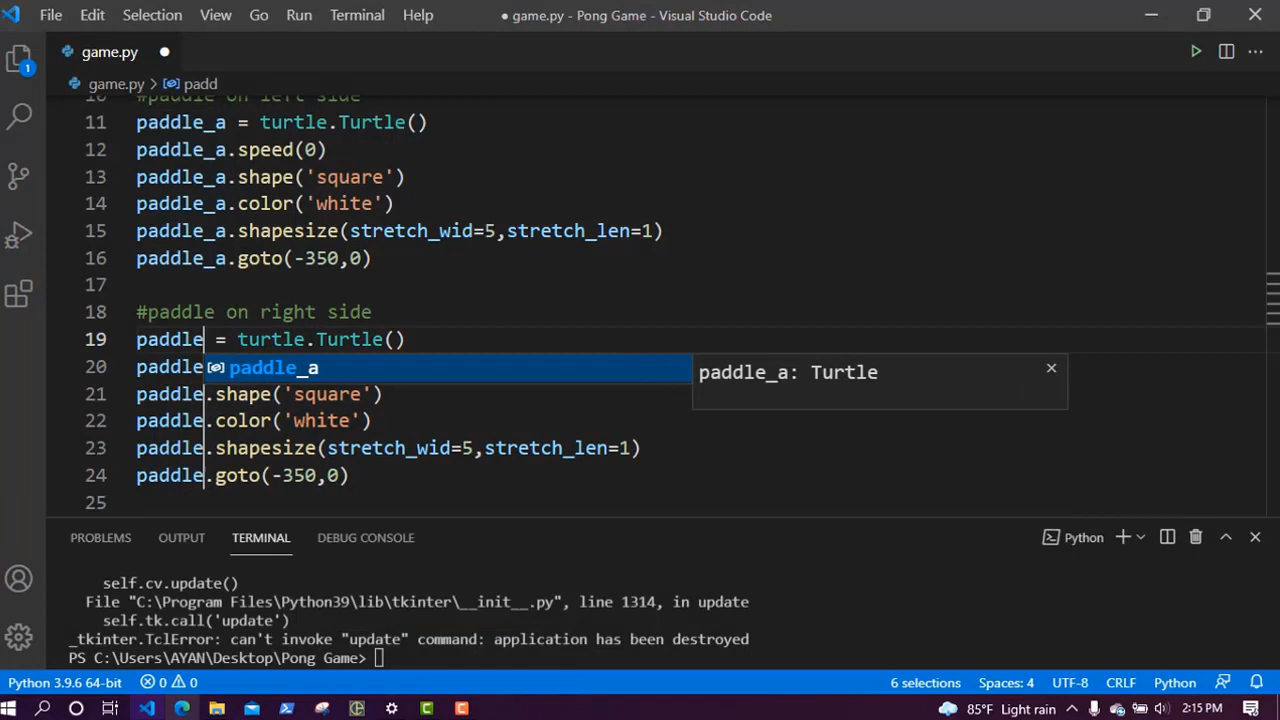 File Edit Selection View Go Run Terminal Help
● game.py - Pong Game - Visual Studio Code
game.py ●
game.py > padd
10 #paddle on left side
11 paddle_a = turtle.Turtle()
12 paddle_a.speed(0)
13 paddle_a.shape('square')
14 paddle_a.color('white')
15 paddle_a.shapesize(stretch_wid=5,stretch_len=1)
16 paddle_a.goto(-350,0)
17
18 #paddle on right side
19 paddle = turtle.Turtle()
20 paddle
paddle_a
paddle_a: Turtle
21 paddle.shape('square')
22 paddle.color('white')
23 paddle.shapesize(stretch_wid=5,stretch_len=1)
24 paddle.goto(-350,0)
25
1
PROBLEMS OUTPUT TERMINAL DEBUG CONSOLE
Python
self.cv.update()
File "C:\Program Files\Python39\lib\tkinter\__init__.py", line 1314, in update
self.tk.call('update')
_tkinter.TclError: can't invoke "update" command: application has been destroyed
PS C:\Users\AYAN\Desktop\Pong Game>
Python 3.9.6 64-bit 0 0 6 selections Spaces: 4 UTF-8 CRLF Python
85°F Light rain 2:15 PM